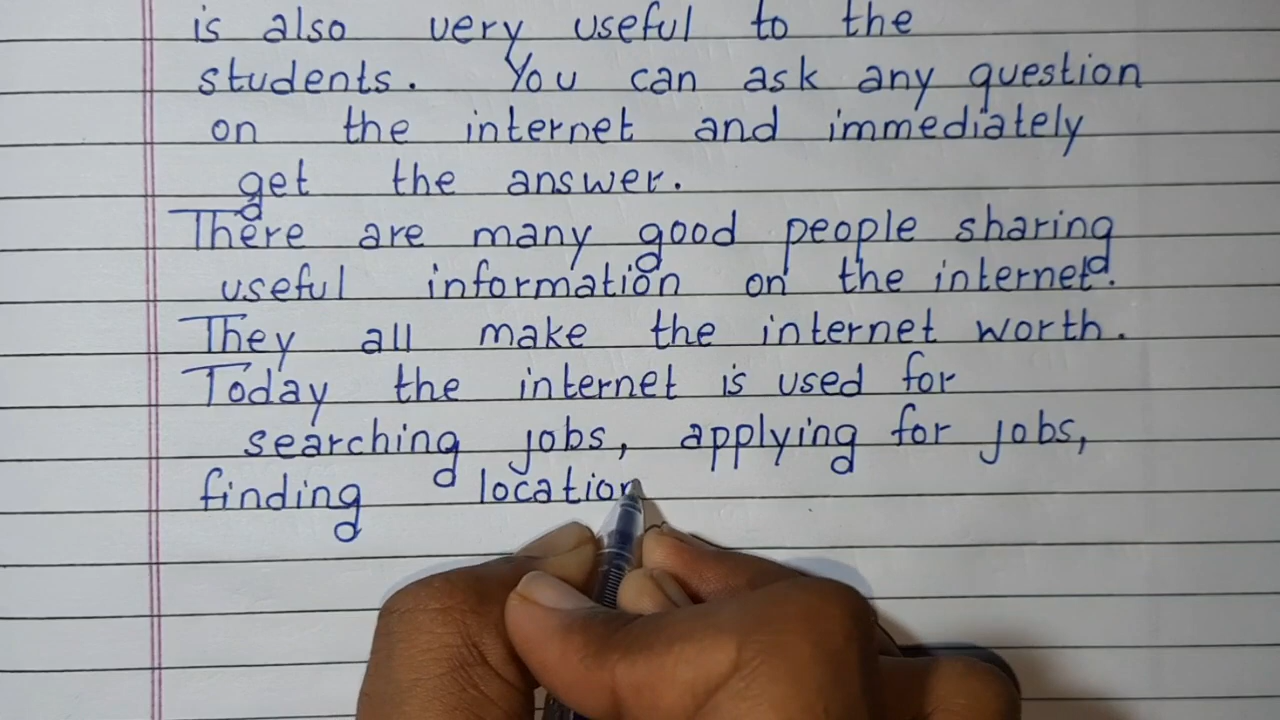 is also very useful to the
students. You can ask any question
on the internet and immediately
get the answer.
There are many good people sharing
useful information on the internet.
They all make the internet worth.
Today the internet is used for
searching jobs, applying for jobs,
finding location